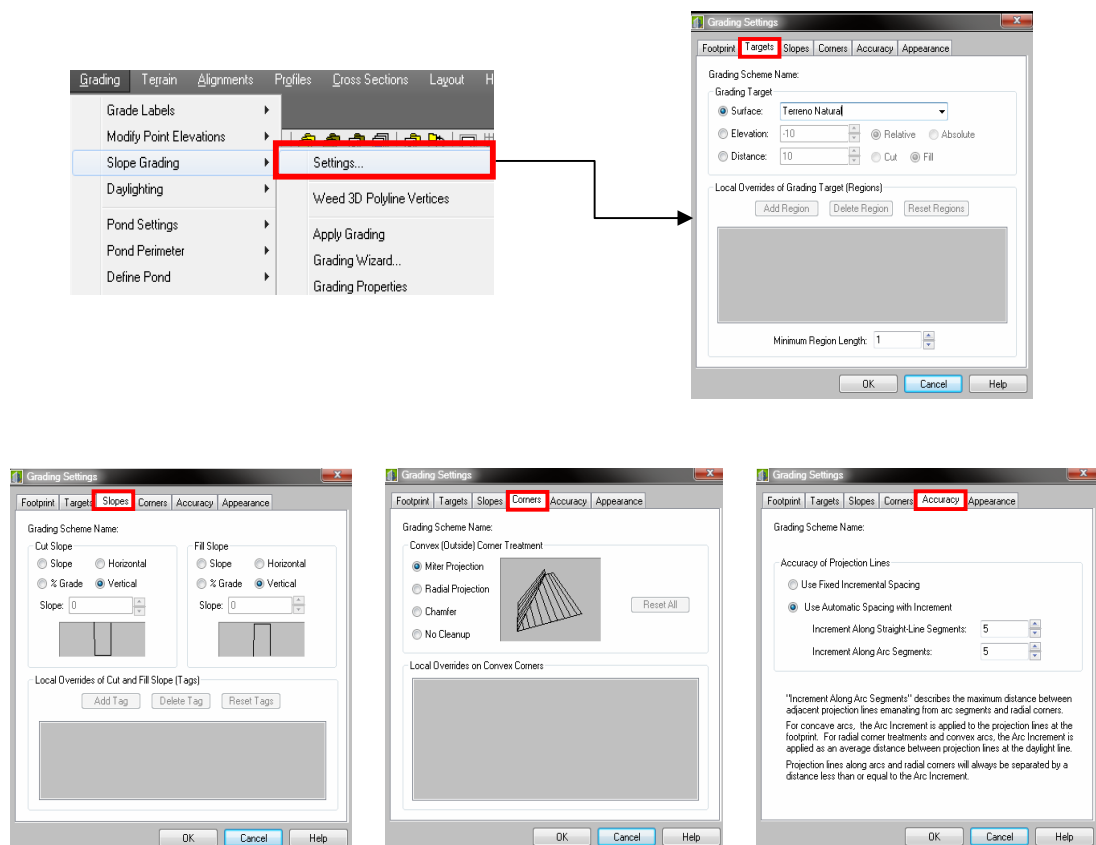 Grading Terrain Alignments Profiles Cross Sections Layout H
Grade Labels
Modify Point Elevations
Slope Grading
Daylighting
Pond Settings
Pond Perimeter
Define Pond
Settings...
Weed 3D Polyline Vertices
Apply Grading
Grading Wizard...
Grading Properties
Grading Settings
Footprint Targets Slopes Corners Accuracy Appearance
Grading Scheme Name:
Grading Target
Surface: Terreno Natural
Elevation: -10 Relative Absolute
Distance: 10 Cut Fill
Local Overrides of Grading Target (Regions)
Add Region Delete Region Reset Regions
Minimum Region Length: 1
OK Cancel Help
Grading Settings
Footprint Targets Slopes Corners Accuracy Appearance
Grading Scheme Name:
Cut Slope Fill Slope
Slope Horizontal Slope Horizontal
% Grade Vertical % Grade Vertical
Slope: 0 Slope: 0
Local Overrides of Cut and Fill Slope (Tags)
Add Tag Delete Tag Reset Tags
OK Cancel Help
Grading Settings
Footprint Targets Slopes Corners Accuracy Appearance
Grading Scheme Name:
Convex (Outside) Corner Treatment
Miter Projection
Radial Projection
Chamfer
No Cleanup
Reset All
Local Overrides on Convex Corners
OK Cancel Help
Grading Settings
Footprint Targets Slopes Corners Accuracy Appearance
Grading Scheme Name:
Accuracy of Projection Lines
Use Fixed Incremental Spacing
Use Automatic Spacing with Increment
Increment Along Straight-Line Segments: 5
Increment Along Arc Segments: 5
"Increment Along Arc Segments" describes the maximum distance between
adjacent projection lines emanating from arc segments and radial corners.
For concave arcs, the Arc Increment is applied to the projection lines at the
footprint. For radial corner treatments and convex arcs, the Arc Increment is
applied as an average distance between projection lines at the daylight line.
Projection lines along arcs and radial corners will always be separated by a
distance less than or equal to the Arc Increment.
OK Cancel Help